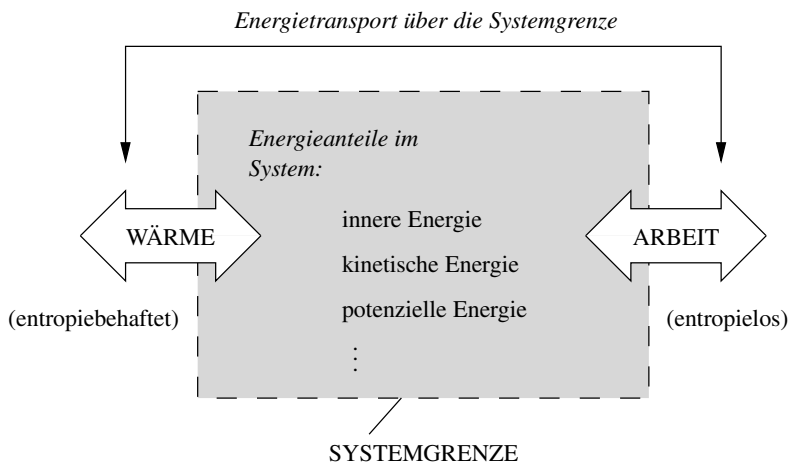 Energietransport über die Systemgrenze
Energieanteile im
System:
innere Energie
WÄRME
ARBEIT
kinetische Energie
(entropiebehaftet)
potenzielle Energie
(entropielos)
⋮
SYSTEMGRENZE